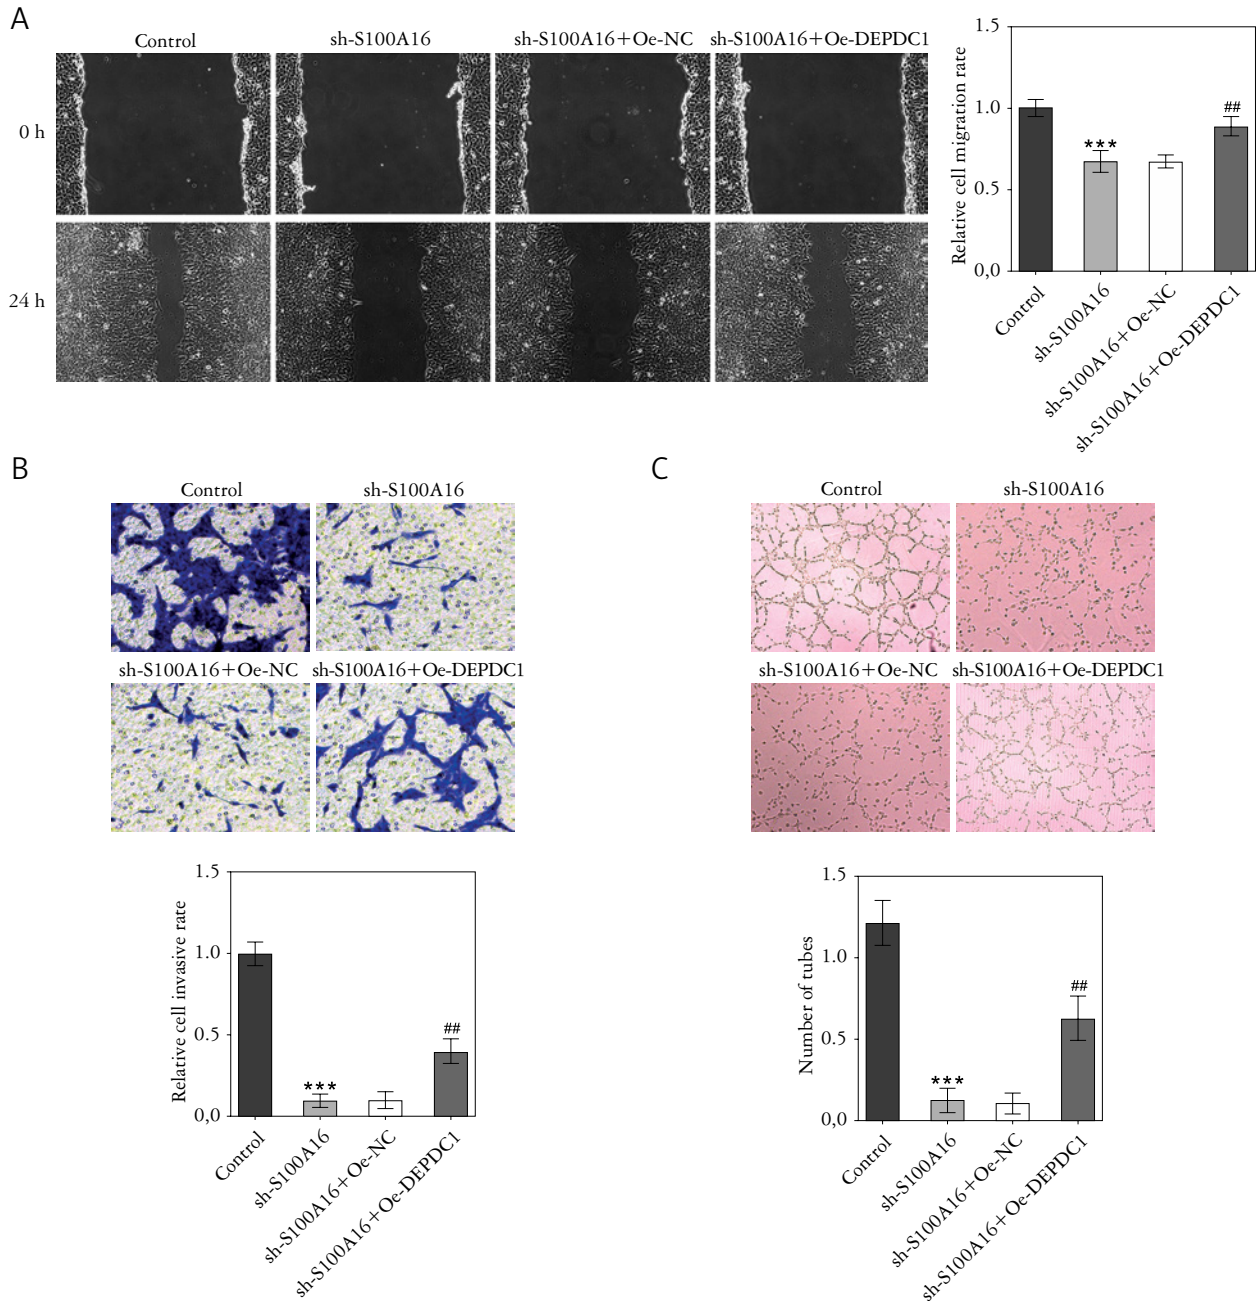 A
Control
sh-S100A16
sh-S100A16+Oe-NC
sh-S100A16+Oe-DEPDC1
0 h
24 h
Relative cell migration rate
1.5
1.0
0.5
0,0
***
##
Control
sh-S100A16
sh-S100A16+Oe-NC
sh-S100A16+Oe-DEPDC1
B
Control
sh-S100A16
sh-S100A16+Oe-NC
sh-S100A16+Oe-DEPDC1
Relative cell invasive rate
1.5
1.0
0.5
0,0
***
##
Control
sh-S100A16
sh-S100A16+Oe-NC
sh-S100A16+Oe-DEPDC1
C
Control
sh-S100A16
sh-S100A16+Oe-NC
sh-S100A16+Oe-DEPDC1
Number of tubes
1.5
1.0
0.5
0,0
***
##
Control
sh-S100A16
sh-S100A16+Oe-NC
sh-S100A16+Oe-DEPDC1